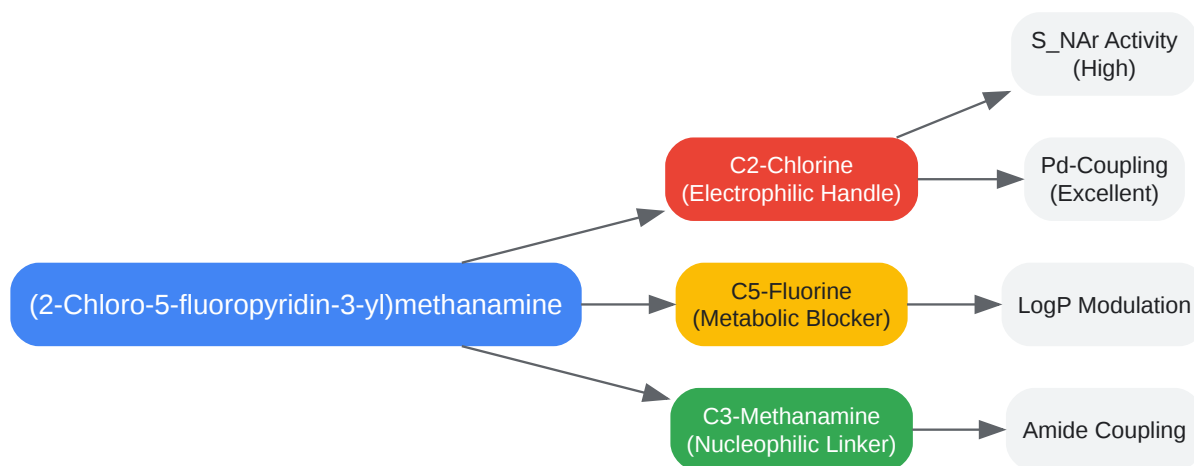 S_NAr Activity
(High)
C2-Chlorine
(Electrophilic Handle)
Pd-Coupling
(Excellent)
(2-Chloro-5-fluoropyridin-3-yl)methanamine
C5-Fluorine
(Metabolic Blocker)
LogP Modulation
C3-Methanamine
(Nucleophilic Linker)
Amide Coupling